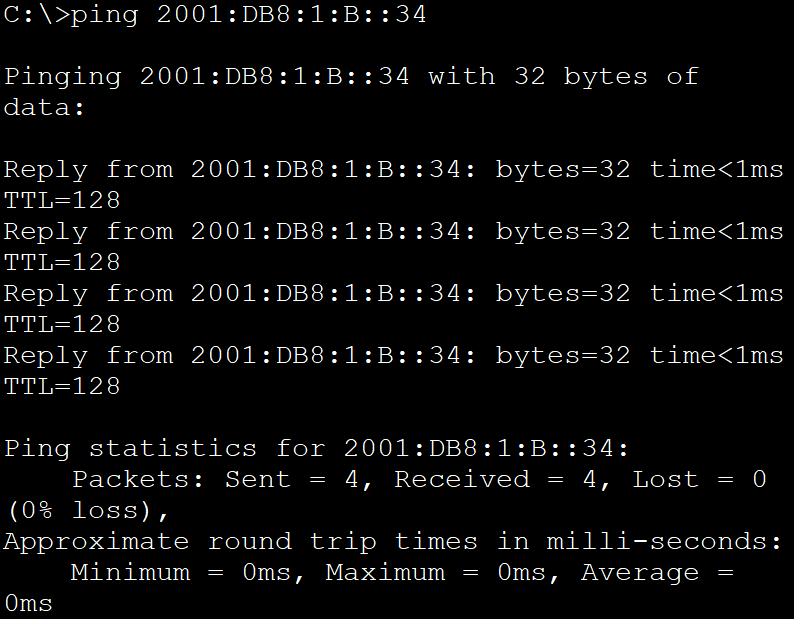 C:\>ping 2001:DB8:1:B::34
Pinging 2001:DB8:1:B::34 with 32 bytes of
data:
Reply from 2001:DB8:1:B::34: bytes=32 time<1ms
TTL=128
Reply from 2001:DB8:1:B::34: bytes=32 time<1ms
TTL=128
Reply from 2001:DB8:1:B::34: bytes=32 time<1ms
TTL=128
Reply from 2001:DB8:1:B::34: bytes=32 time<1ms
TTL=128
Ping statistics for 2001:DB8:1:B::34:
Packets: Sent = 4, Received = 4, Lost = 0
(0% loss),
Approximate round trip times in milli-seconds:
Minimum = 0ms, Maximum = 0ms, Average =
0ms